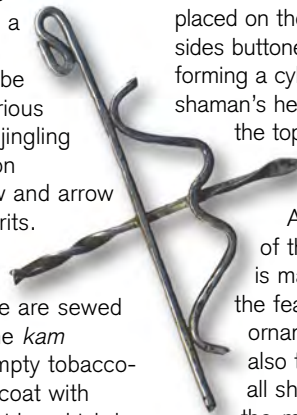 a
be
rious
jingling
on
w and arrow
rits.
e are sewed
ne kam
mpty tobacco-
coat with
placed on the
sides buttone
forming a cyl
shaman's he
the top
A
of th
is ma
the fea
ornar
also t
all sh